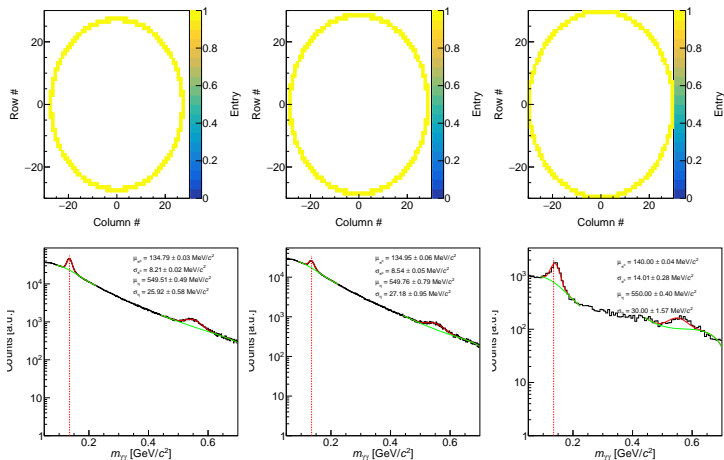 20
0
−20
Row #
−20 0 20
Column #
1
0.8
0.6
0.4
0.2
0
Entry
20
0
−20
Row #
−20 0 20
Column #
1
0.8
0.6
0.4
0.2
0
Entry
20
0
−20
Row #
−20 0 20
Column #
1
0.8
0.6
0.4
0.2
0
Entry
μπ⁰ = 134.79 ± 0.03 MeV/c²
σπ⁰ = 8.21 ± 0.02 MeV/c²
μη = 549.51 ± 0.49 MeV/c²
ση = 25.92 ± 0.58 MeV/c²
10⁴
10³
10²
10
1
Counts [a.u.]
0.2 0.4 0.6
mγγ [GeV/c²]
μπ⁰ = 134.95 ± 0.06 MeV/c²
σπ⁰ = 8.54 ± 0.05 MeV/c²
μη = 549.76 ± 0.79 MeV/c²
ση = 27.18 ± 0.95 MeV/c²
10⁴
10³
10²
10
1
Counts [a.u.]
0.2 0.4 0.6
mγγ [GeV/c²]
μπ⁰ = 140.00 ± 0.04 MeV/c²
σπ⁰ = 14.01 ± 0.28 MeV/c²
μη = 550.00 ± 0.40 MeV/c²
ση = 30.00 ± 1.57 MeV/c²
10³
10²
10
1
Counts [a.u.]
0.2 0.4 0.6
mγγ [GeV/c²]